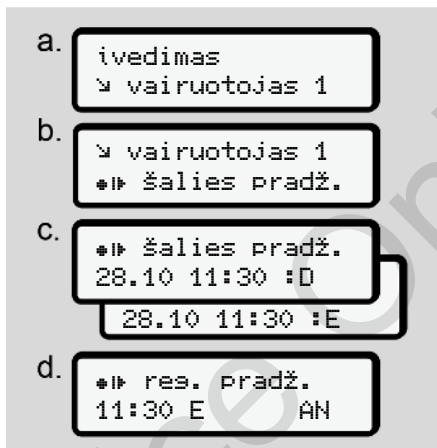 a.
ivedimas
↘ vairuotojas 1
b.
↘ vairuotojas 1
●I▶ šalies pradž.
c.
●I▶ šalies pradž.
28.10 11:30 :D
28.10 11:30 :E
d.
●I▶ reg. pradž.
11:30 E AN